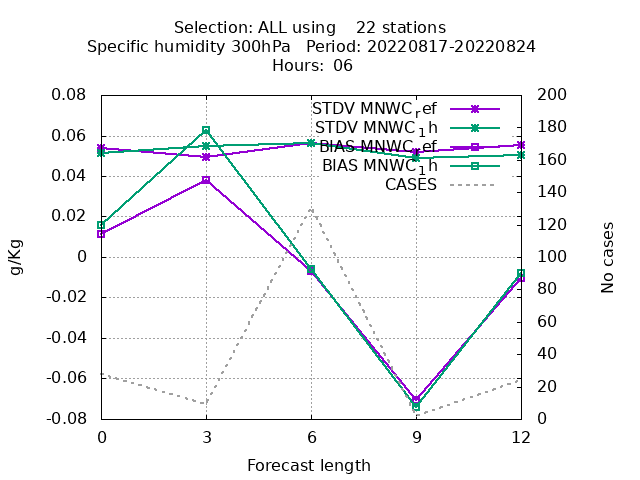 Selection: ALL using    22 stations
Specific humidity 300hPa   Period: 20220817-20220824
Hours:  06
0.08
0.06
0.04
0.02
0
-0.02
-0.04
-0.06
-0.08
g/Kg
STDV MNWC_ref
STDV MNWC_1h
BIAS MNWC_ref
BIAS MNWC_1h
CASES
200
180
160
140
120
100
80
60
40
20
0
No cases
0 3 6 9 12
Forecast length